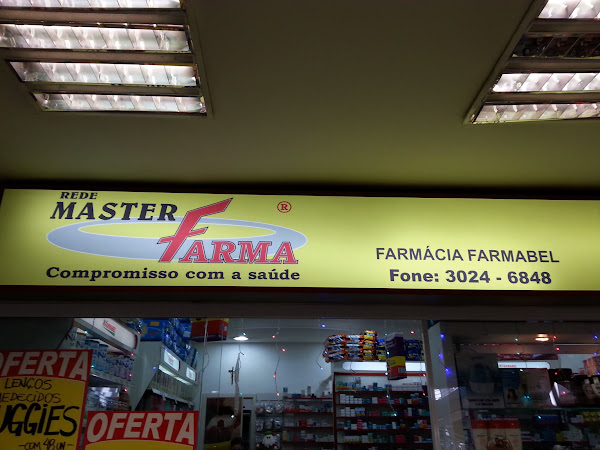 REDE
MASTER
FARMA ®
Compromisso com a saúde
FARMÁCIA FARMABEL
Fone: 3024 - 6848
OFERTA
LENÇOS
UGGIES
OFERTA